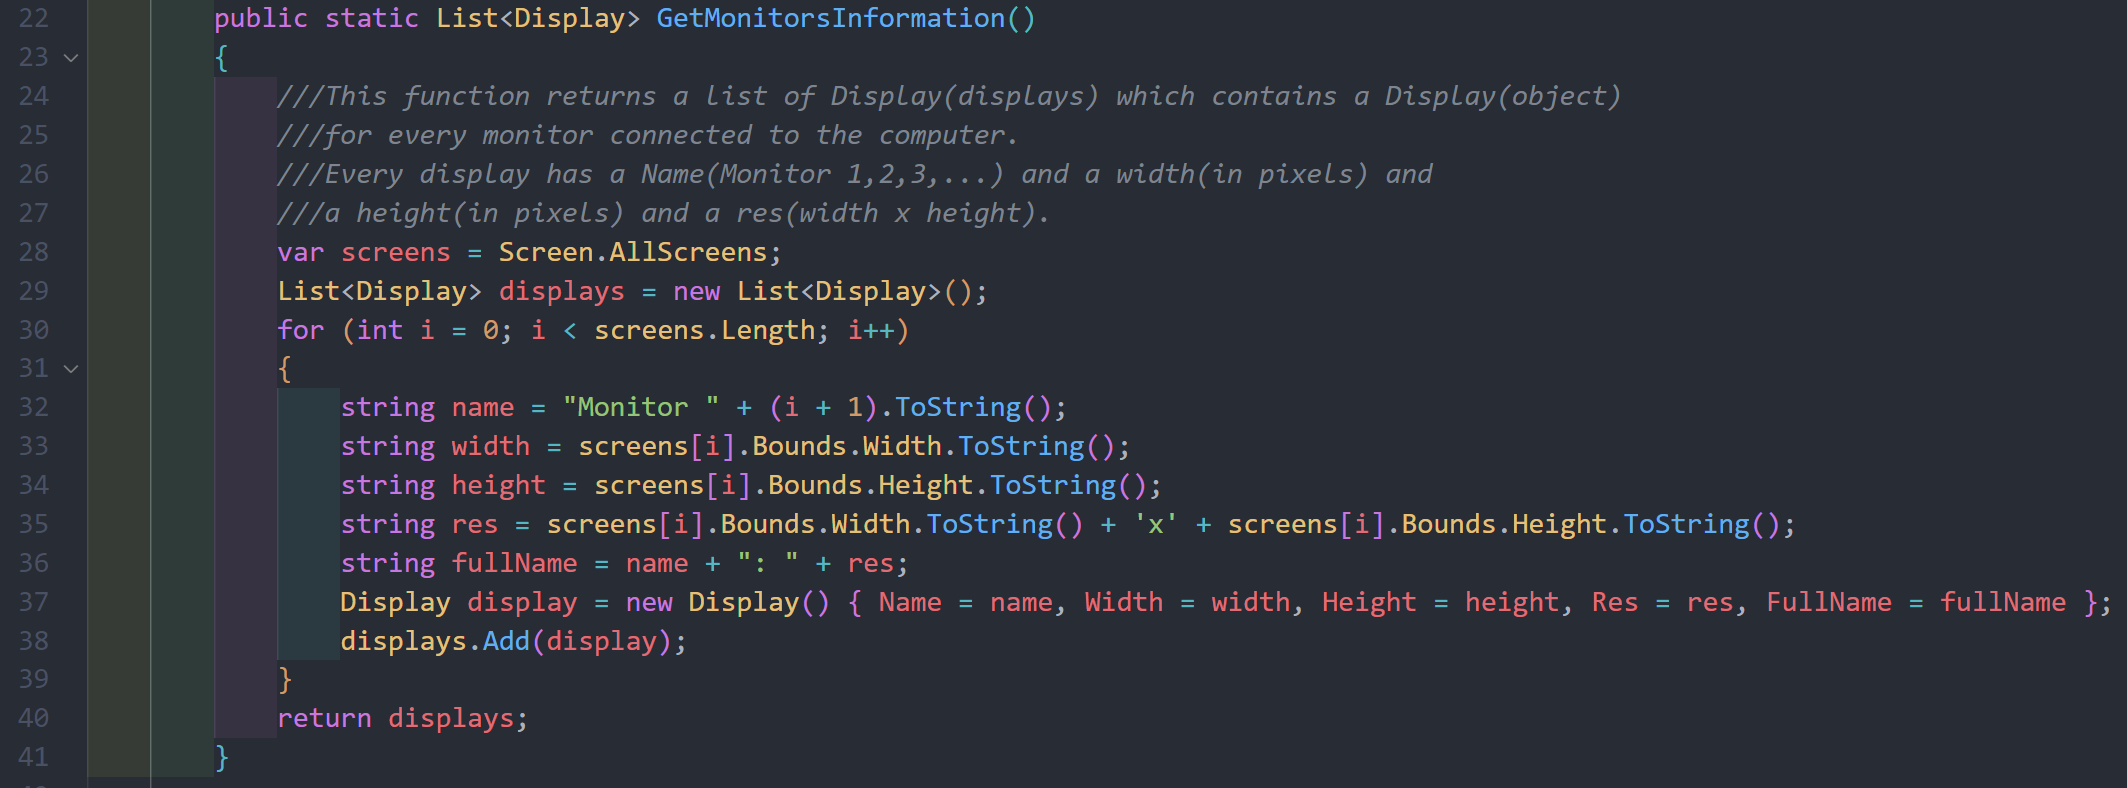 22 public static List<Display> GetMonitorsInformation()
23 {
24 ///This function returns a list of Display(displays) which contains a Display(object)
25 ///for every monitor connected to the computer.
26 ///Every display has a Name(Monitor 1,2,3,...) and a width(in pixels) and
27 ///a height(in pixels) and a res(width x height).
28 var screens = Screen.AllScreens;
29 List<Display> displays = new List<Display>();
30 for (int i = 0; i < screens.Length; i++)
31 {
32 string name = "Monitor " + (i + 1).ToString();
33 string width = screens[i].Bounds.Width.ToString();
34 string height = screens[i].Bounds.Height.ToString();
35 string res = screens[i].Bounds.Width.ToString() + 'x' + screens[i].Bounds.Height.ToString();
36 string fullName = name + ": " + res;
37 Display display = new Display() { Name = name, Width = width, Height = height, Res = res, FullName = fullName };
38 displays.Add(display);
39 }
40 return displays;
41 }